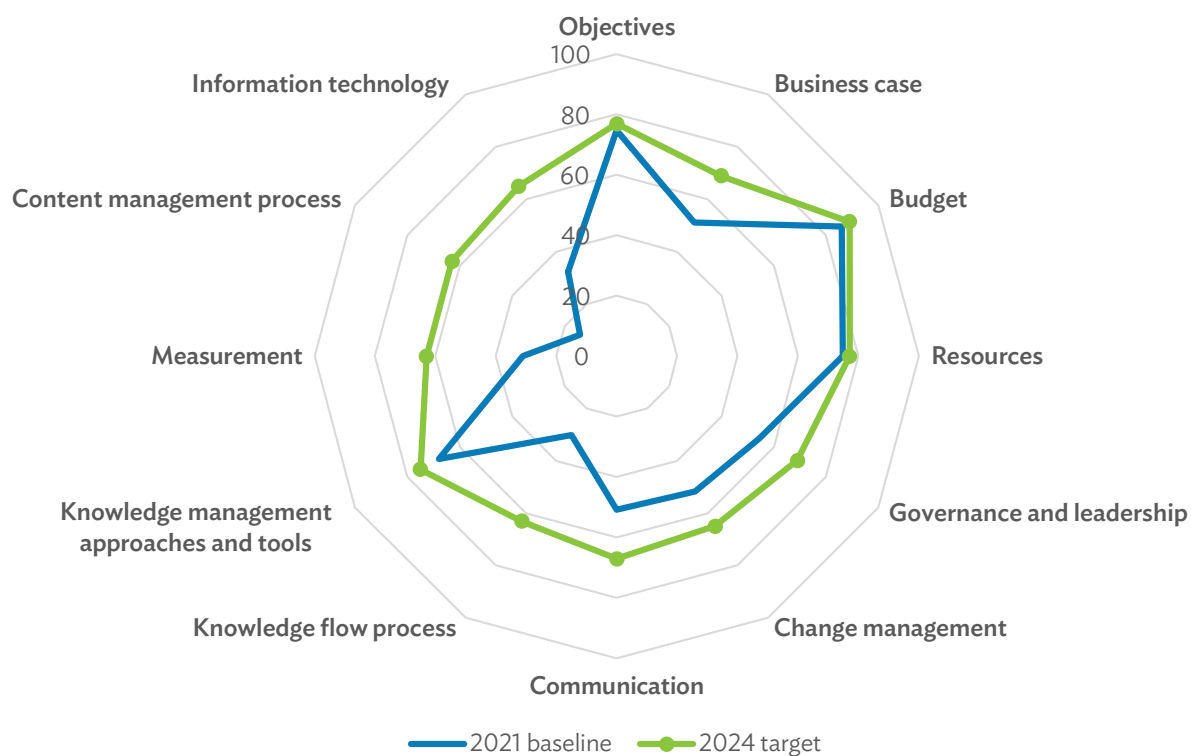 Objectives
100
Information technology
Business case
80
Content management process
60
Budget
40
20
Measurement
0
Resources
Knowledge management
approaches and tools
Governance and leadership
Knowledge flow process
Change management
Communication
2021 baseline
2024 target